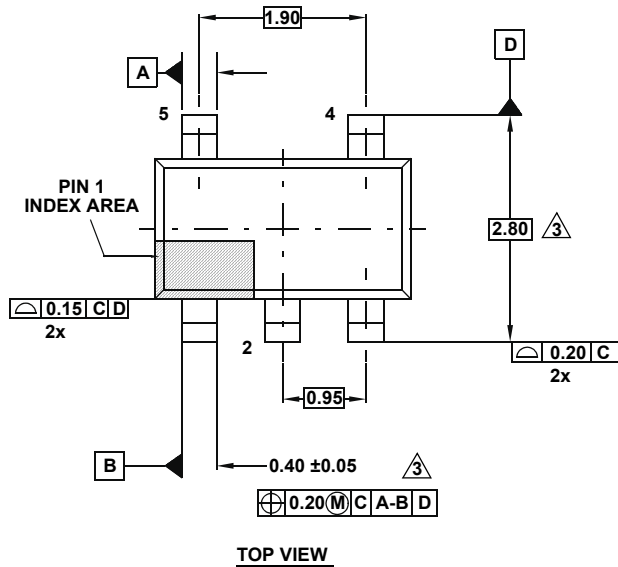 1.90
D
A
5
4
PIN 1
INDEX AREA
2.80
3
0.15 C D
2x
2
0.20 C
2x
0.95
B
0.40 ±0.05
3
0.20 M C A-B D
TOP VIEW